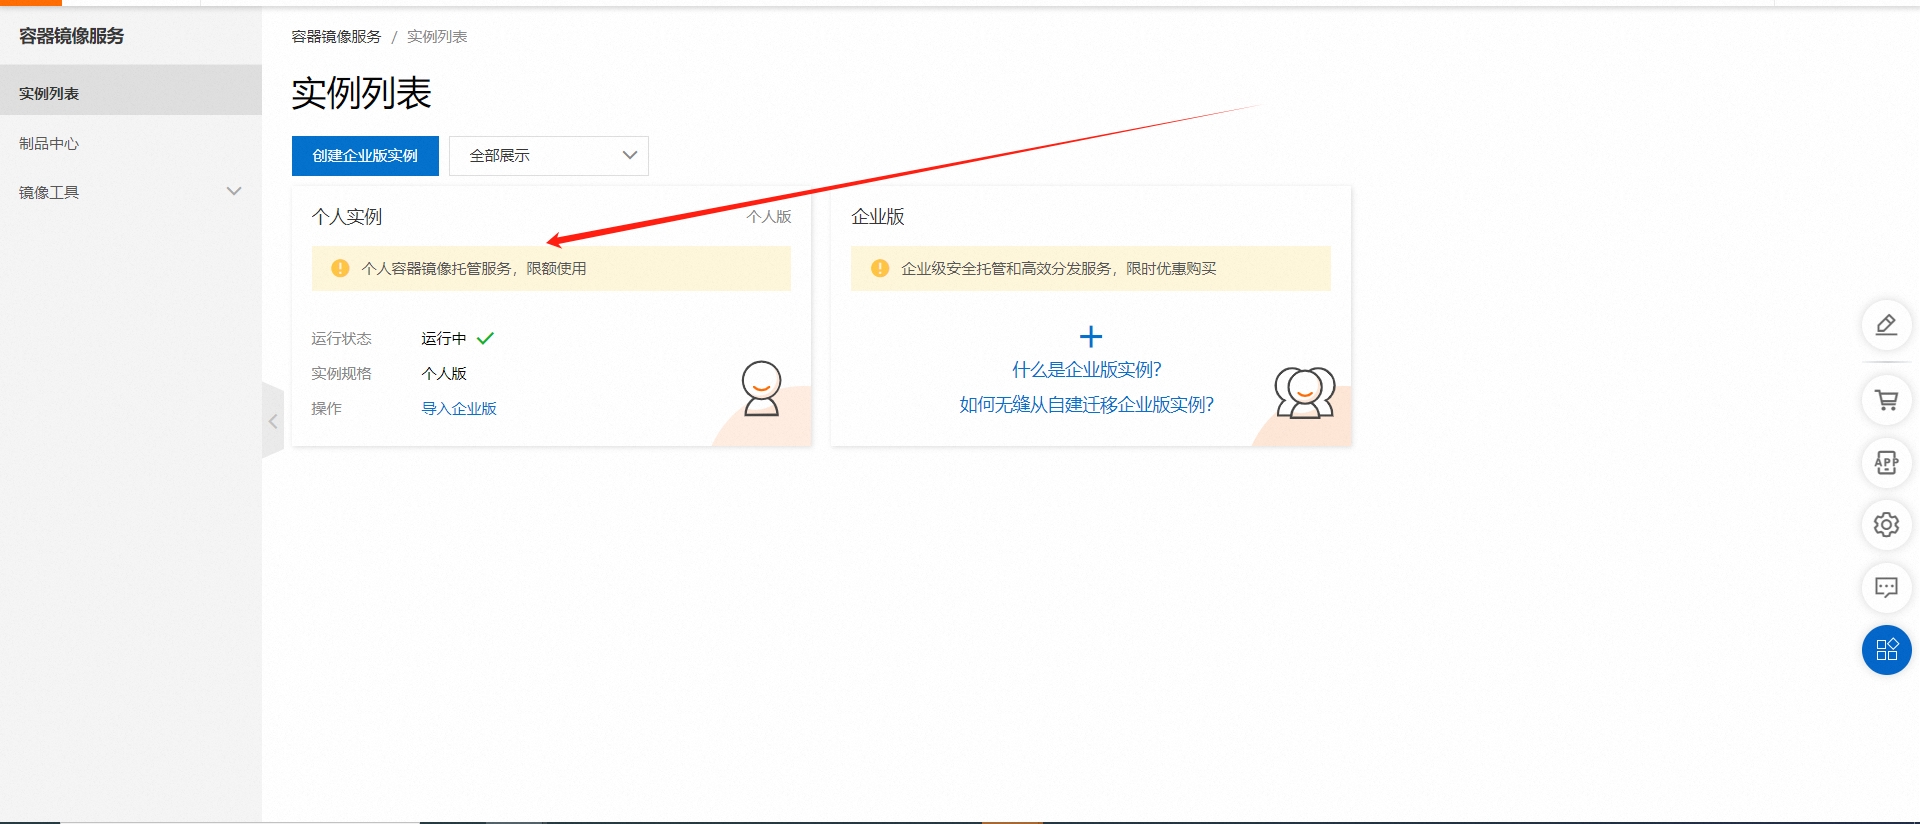 容器镜像服务
实例列表
制品中心
镜像工具
容器镜像服务 / 实例列表
实例列表
创建企业版实例
全部展示
个人实例
个人版
个人容器镜像托管服务，限额使用
运行状态 运行中
实例规格 个人版
操作 导入企业版
企业版
企业级安全托管和高效分发服务，限时优惠购买
什么是企业版实例?
如何无缝从自建迁移企业版实例?
APP